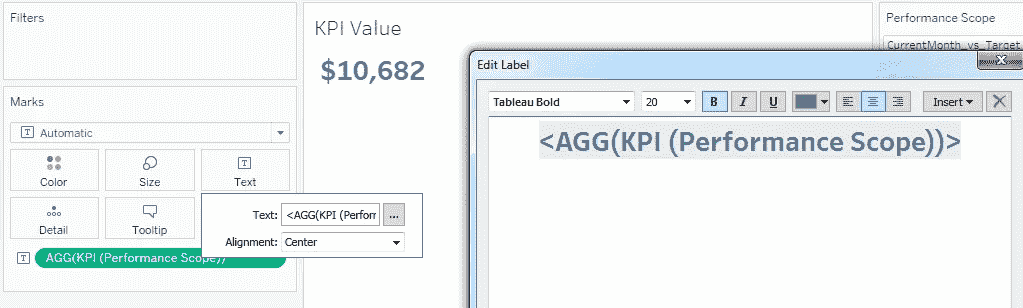 Filters
Marks
Automatic
Color
Size
Text
Detail
Tooltip
Text: <AGG(KPI (Perforr ...
Alignment: Center
AGG(KPI (Performance Scope))
KPI Value
$10,682
Performance Scope
CurrentMonth_vs_Target
Edit Label
Tableau Bold 20 B I U Insert
<AGG(KPI (Performance Scope))>